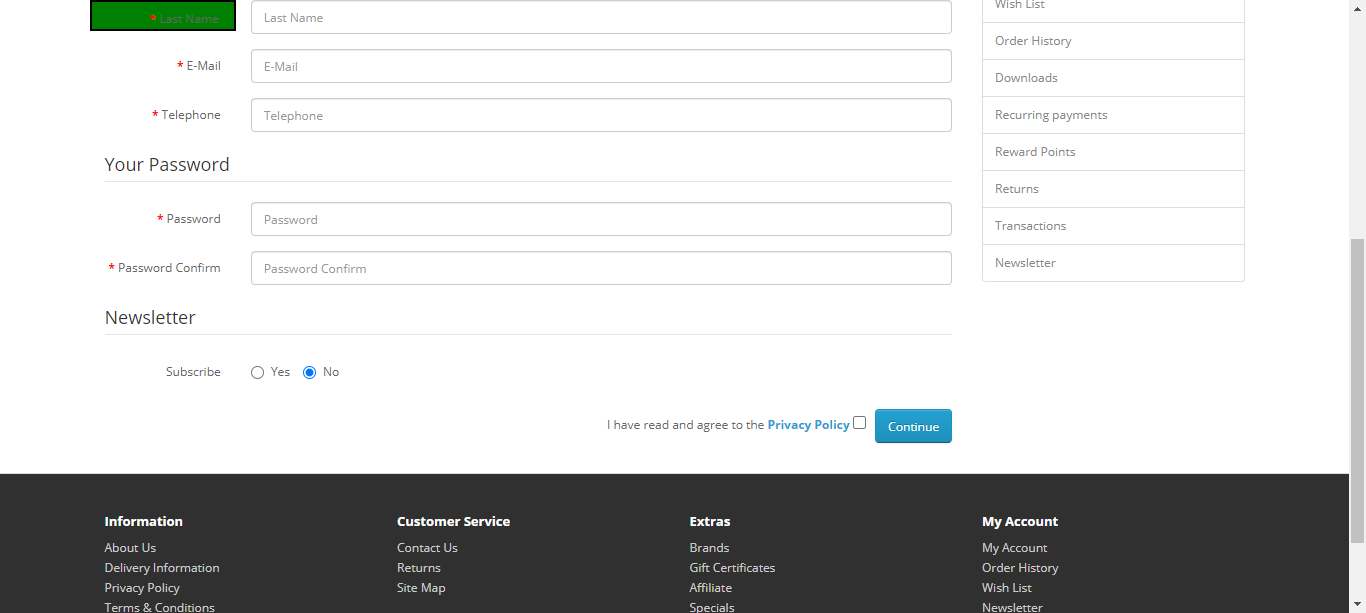 * Last Name
Last Name
* E-Mail
E-Mail
* Telephone
Telephone
Your Password
* Password
Password
* Password Confirm
Password Confirm
Newsletter
Subscribe
Yes
No
I have read and agree to the Privacy Policy
Continue
Wish List
Order History
Downloads
Recurring payments
Reward Points
Returns
Transactions
Newsletter
Information
About Us
Delivery Information
Privacy Policy
Terms & Conditions
Customer Service
Contact Us
Returns
Site Map
Extras
Brands
Gift Certificates
Affiliate
Specials
My Account
My Account
Order History
Wish List
Newsletter